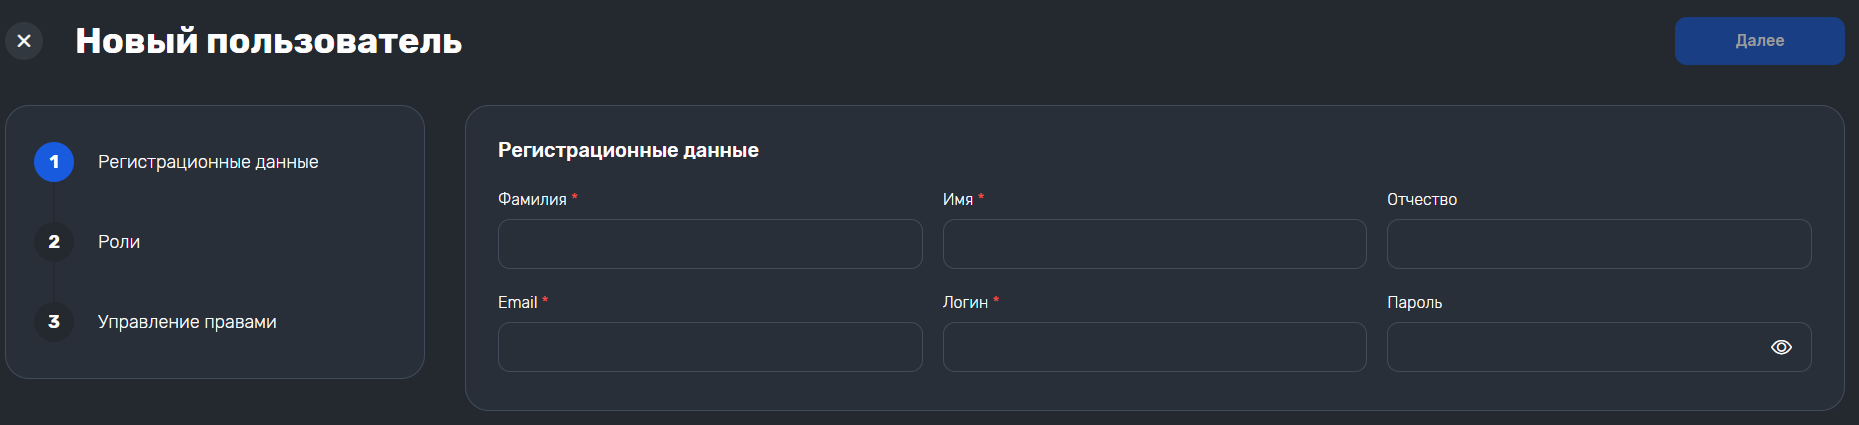 Новый пользователь
Далее
1 Регистрационные данные
2 Роли
3 Управление правами
Регистрационные данные
Фамилия * Имя * Отчество
Email * Логин * Пароль